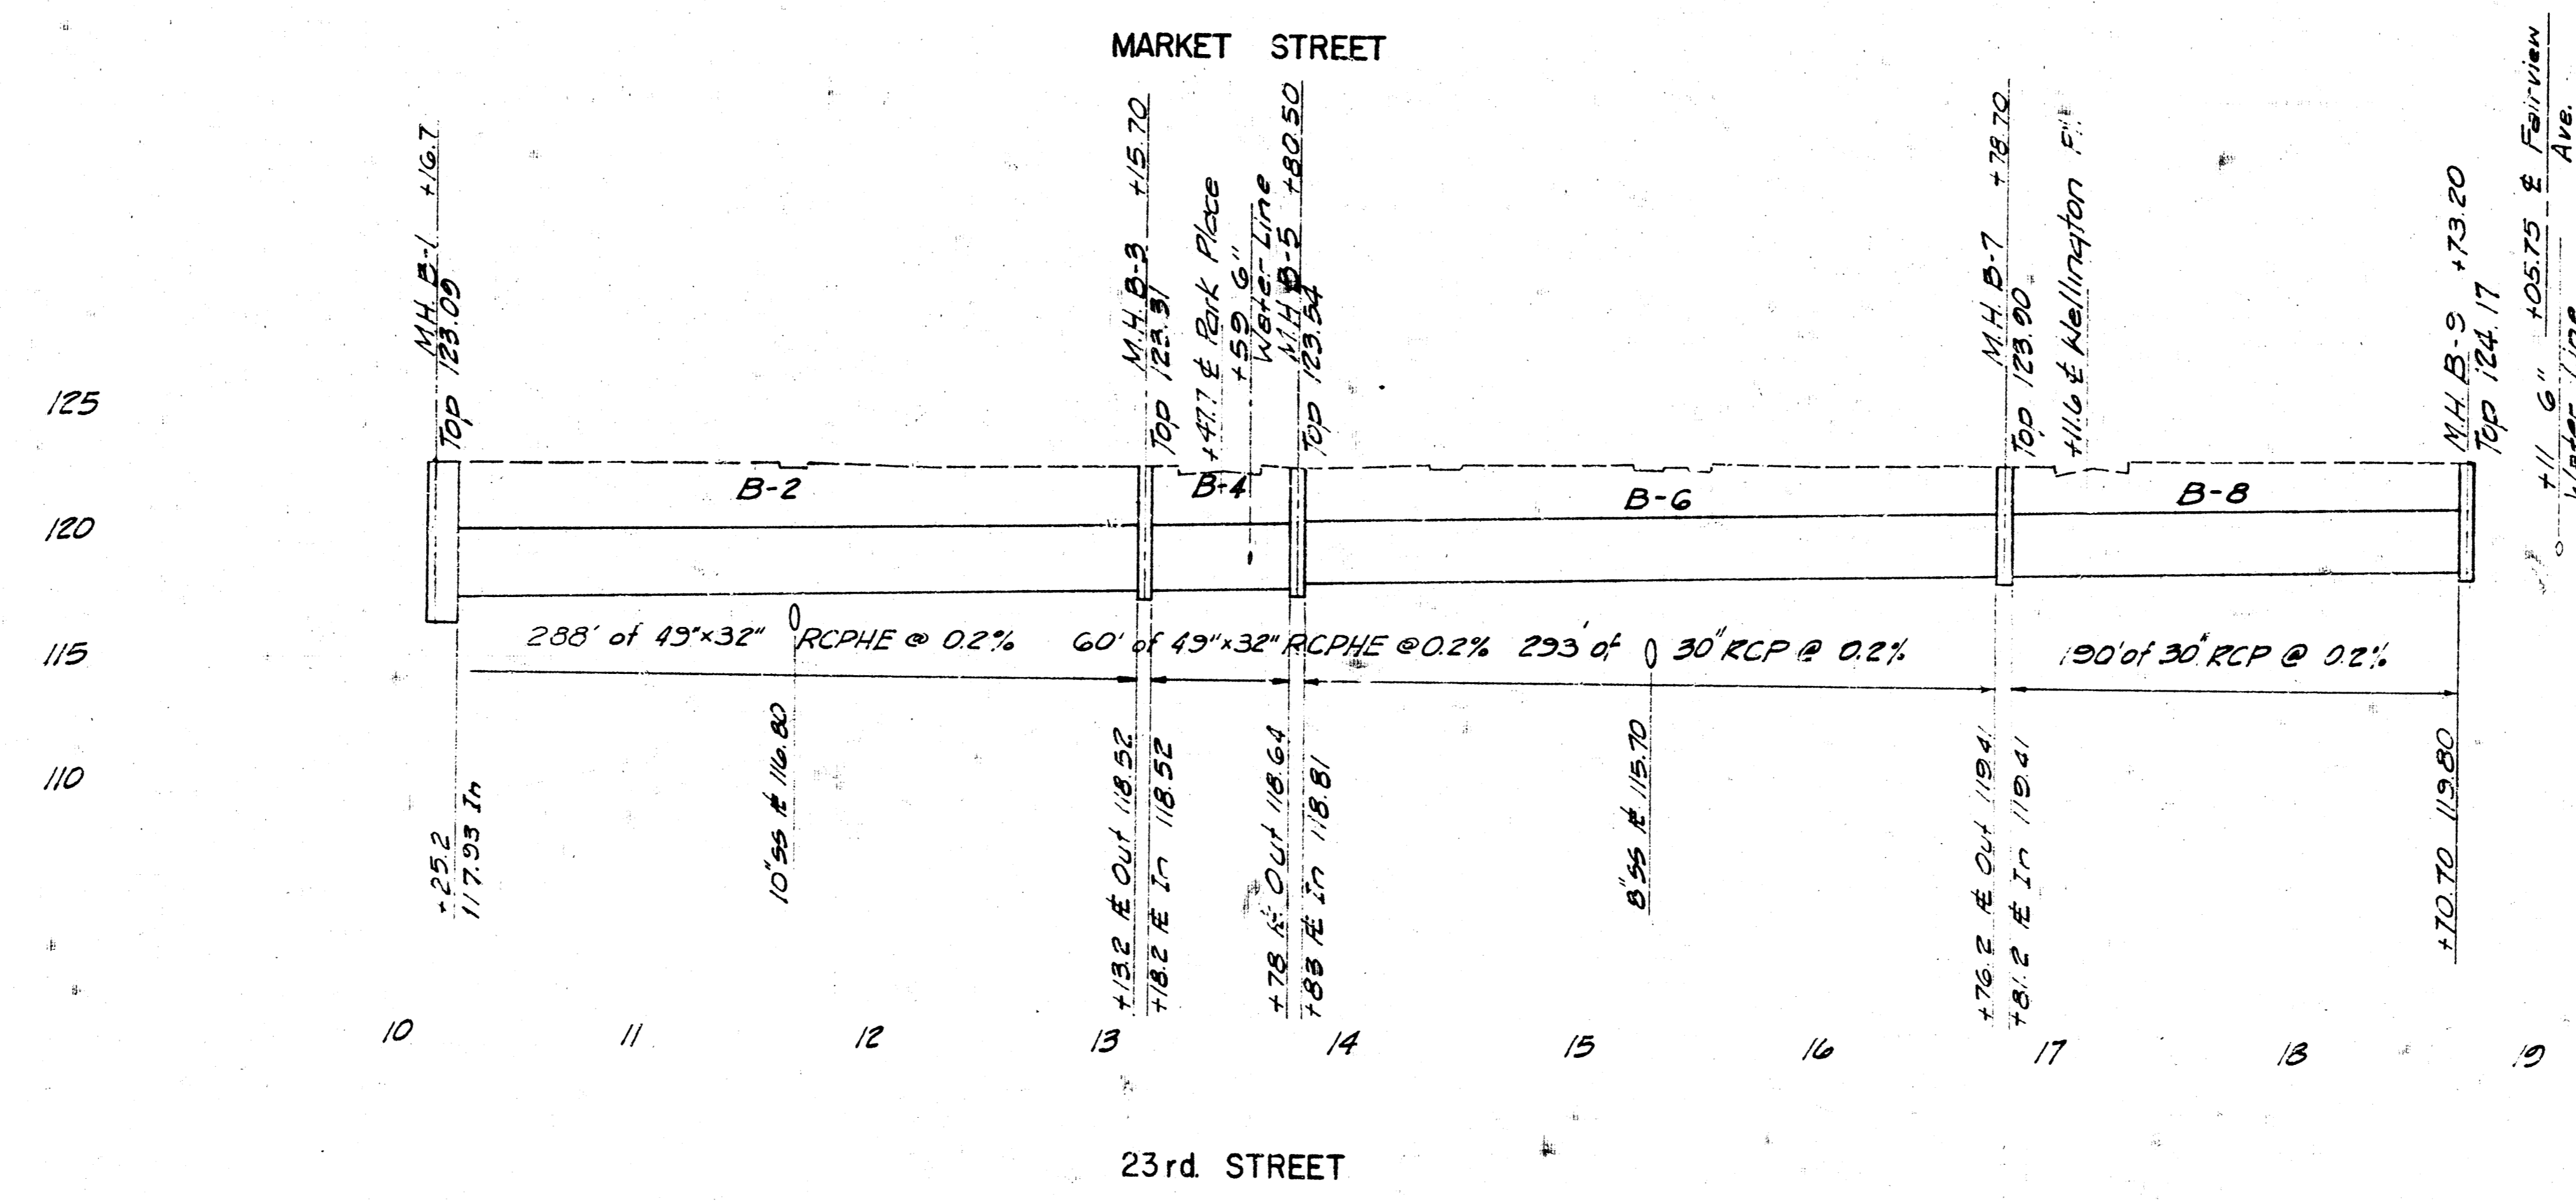 MARKET STREET
M.H. B-1 +16.7
Top 123.09
M.H. B-3 +15.70
Top 123.31
+47.7 ℄ Park Place
+59 6"
Water Line
M.H. B-5 +80.50
Top 123.54
M.H. B-7 +78.70
Top 123.90
+11.6 ℄ Wellington
M.H. B-9 +73.20
Top 124.17
+05.75 ℄ Fairview
Ave.
+11 6"
Water Line
125
120
115
110
B-2
B-4
B-6
B-8
288' of 49"×32" RCPHE @ 0.2%
60' of 49"×32" RCPHE @ 0.2%
293' of 30" RCP @ 0.2%
190' of 30" RCP @ 0.2%
+25.2
117.93 In
10" SS ℄ 116.80
+13.2 ℄ Out 118.52
+18.2 ℄ In 118.52
+78 ℄ Out 118.64
+83 ℄ In 118.81
8" SS ℄ 115.70
+76.2 ℄ Out 119.41
+81.2 ℄ In 119.41
+70.70 119.80
10 11 12 13 14 15 16 17 18 19
23rd. STREET